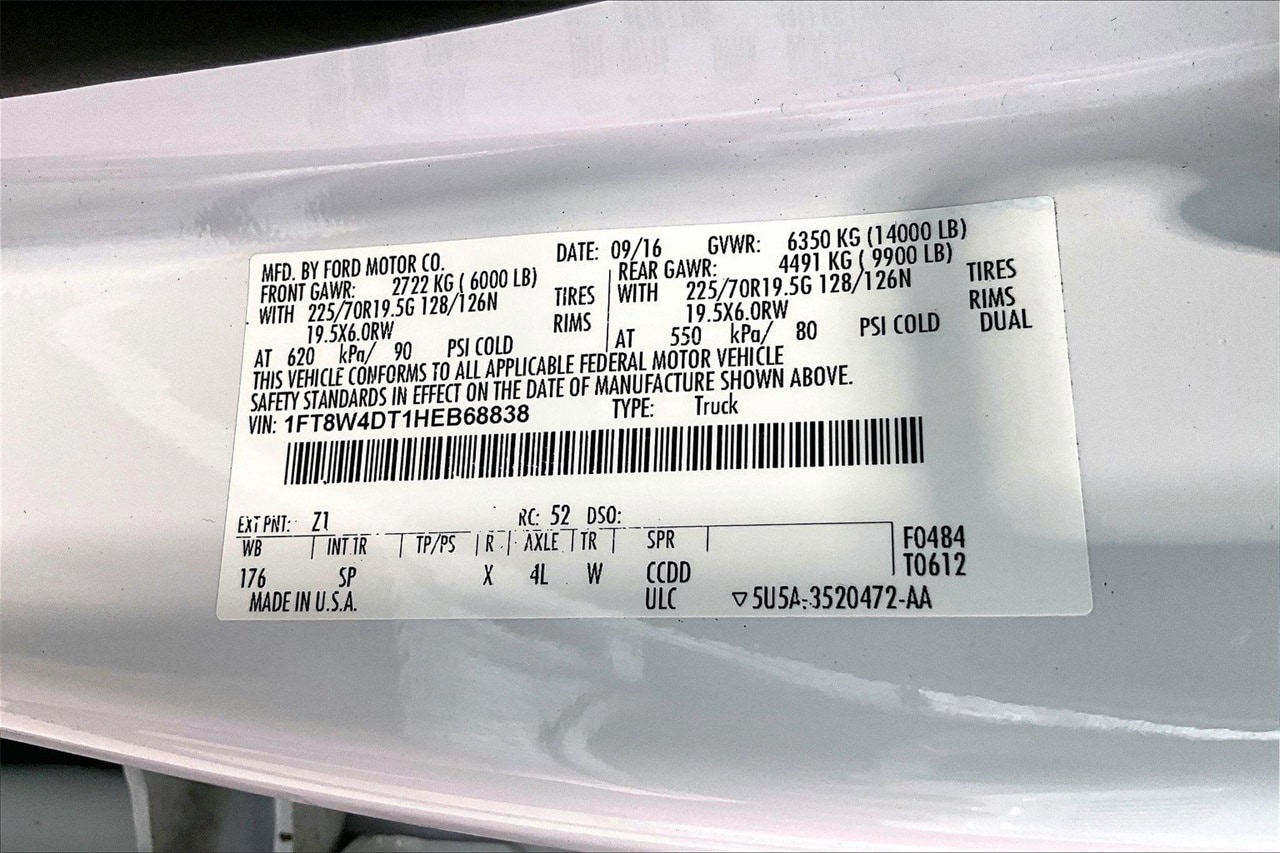 MFD. BY FORD MOTOR CO. DATE: 09/16 GVWR: 6350 KG (14000 LB)
FRONT GAWR: 2722 KG ( 6000 LB) REAR GAWR: 4491 KG ( 9900 LB)
WITH 225/70R19.5G 128/126N TIRES WITH 225/70R19.5G 128/126N TIRES
19.5X6.0RW RIMS 19.5X6.0RW RIMS
AT 620 kPa/ 90 PSI COLD AT 550 kPa/ 80 PSI COLD DUAL
THIS VEHICLE CONFORMS TO ALL APPLICABLE FEDERAL MOTOR VEHICLE
SAFETY STANDARDS IN EFFECT ON THE DATE OF MANUFACTURE SHOWN ABOVE.
VIN: 1FT8W4DT1HEB68838 TYPE: Truck
EXT PNT: Z1 RC: 52 DSO:
WB INT TR TP/PS R AXLE TR SPR F0484
176 SP X 4L W CCDD T0612
MADE IN U.S.A. ULC ▽5U5A-3520472-AA